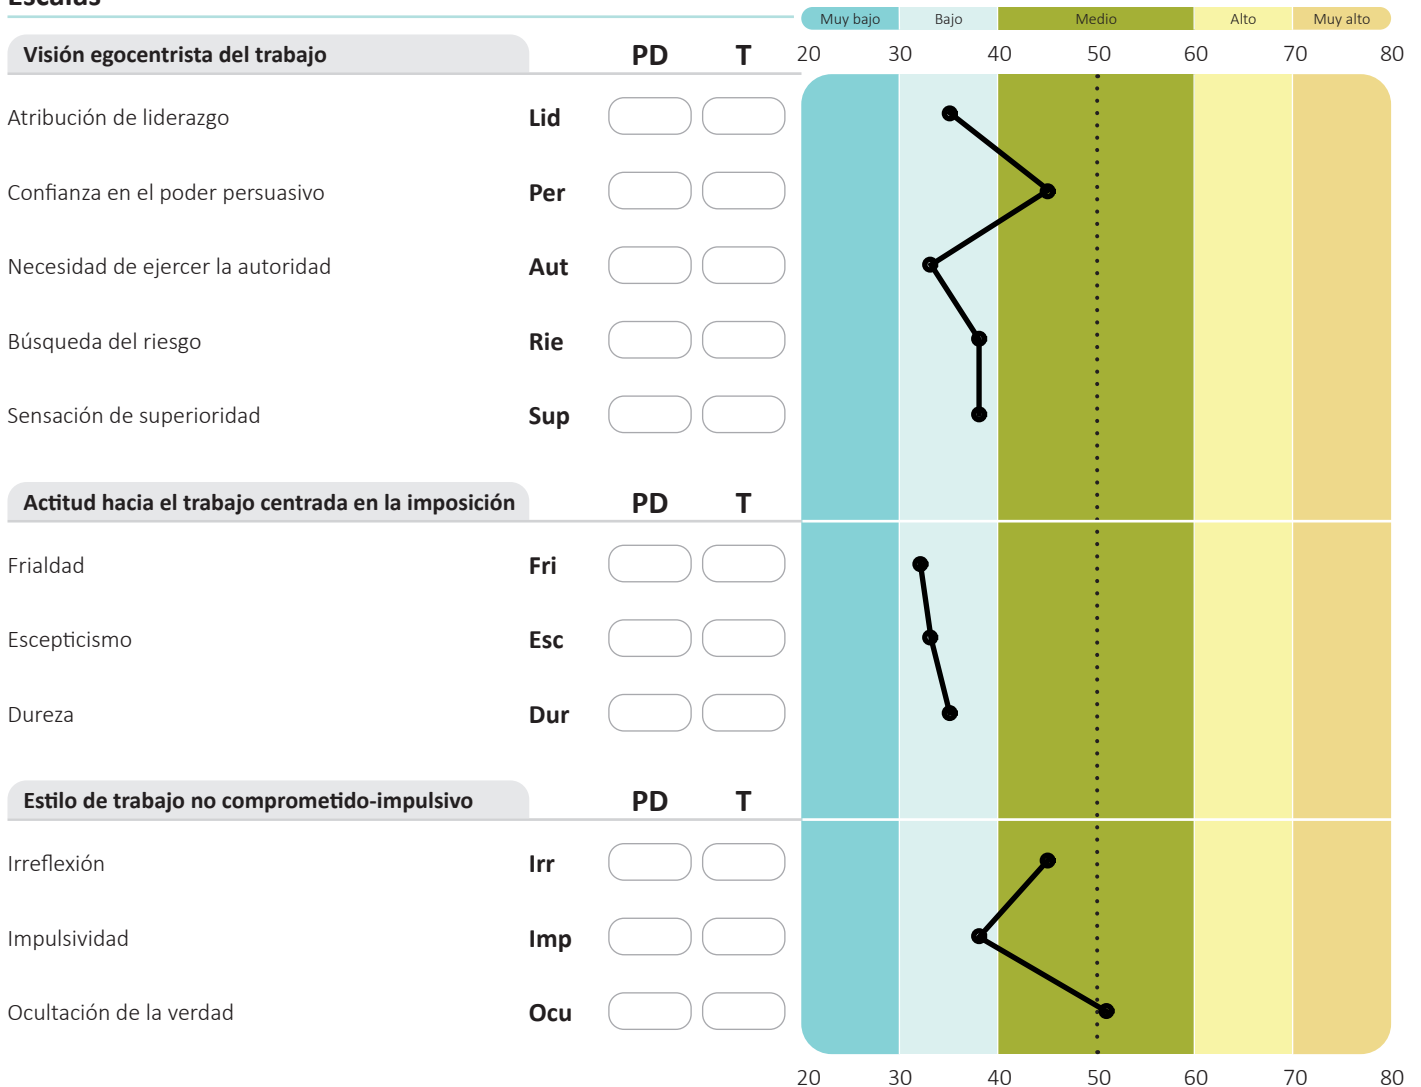 Escalas
Muy bajo Bajo Medio Alto Muy alto
Visión egocentrista del trabajo PD T 20 30 40 50 60 70 80
Atribución de liderazgo Lid
Confianza en el poder persuasivo Per
Necesidad de ejercer la autoridad Aut
Búsqueda del riesgo Rie
Sensación de superioridad Sup
Actitud hacia el trabajo centrada en la imposición PD T
Frialdad Fri
Escepticismo Esc
Dureza Dur
Estilo de trabajo no comprometido-impulsivo PD T
Irreflexión Irr
Impulsividad Imp
Ocultación de la verdad Ocu
20 30 40 50 60 70 80